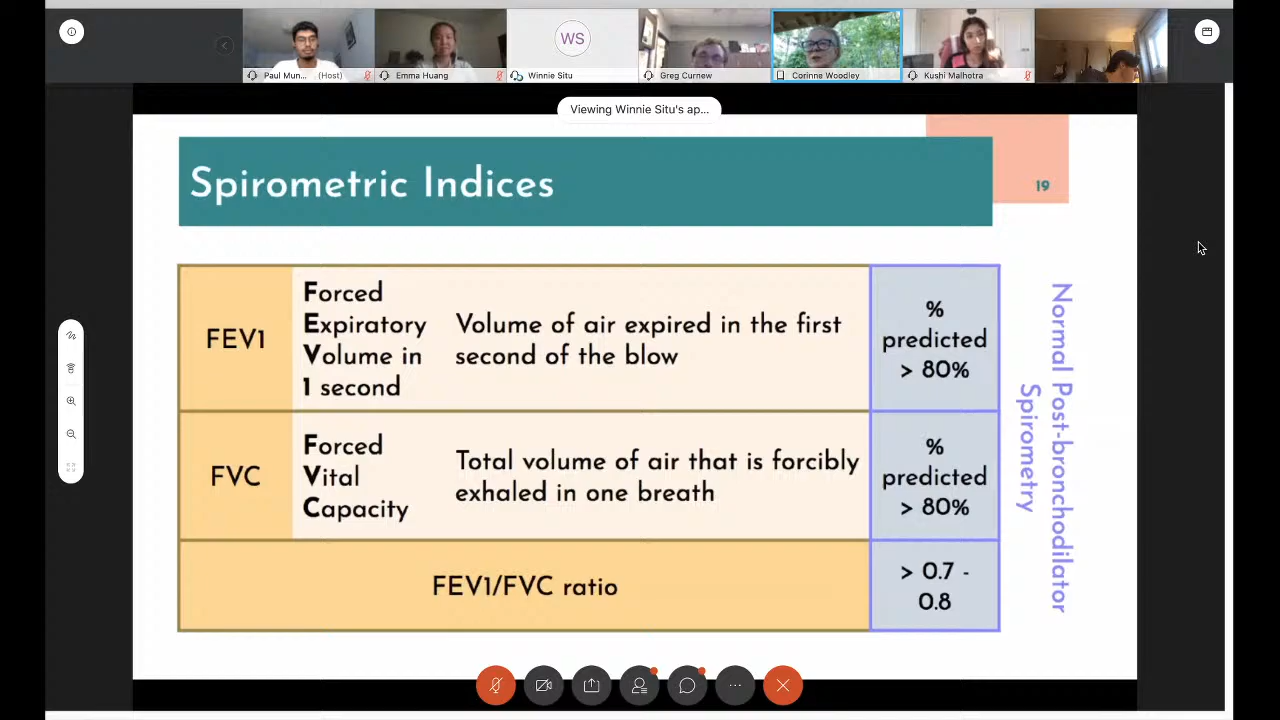 WS
Paul Mun... (Host)
Emma Huang
Winnie Situ
Greg Curnew
Corinne Woodley
Kushi Malhotra
Viewing Winnie Situ's ap...
Spirometric Indices
19
FEV1
Forced
Expiratory
Volume in
1 second
Volume of air expired in the first
second of the blow
%
predicted
> 80%
FVC
Forced
Vital
Capacity
Total volume of air that is forcibly
exhaled in one breath
%
predicted
> 80%
FEV1/FVC ratio
> 0.7 -
0.8
Normal Post-bronchodilator
Spirometry